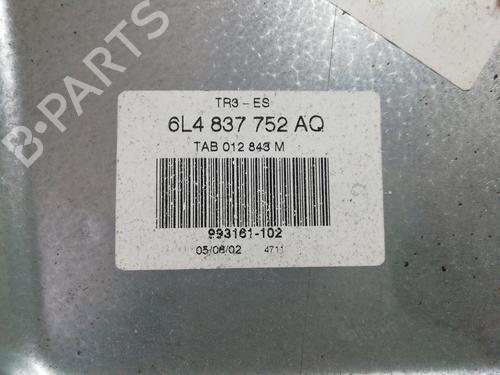 B-PARTS
TR3 - ES
6L4 837 752 AQ
TAB 012 843 M
993161-102
05/06/02 4711